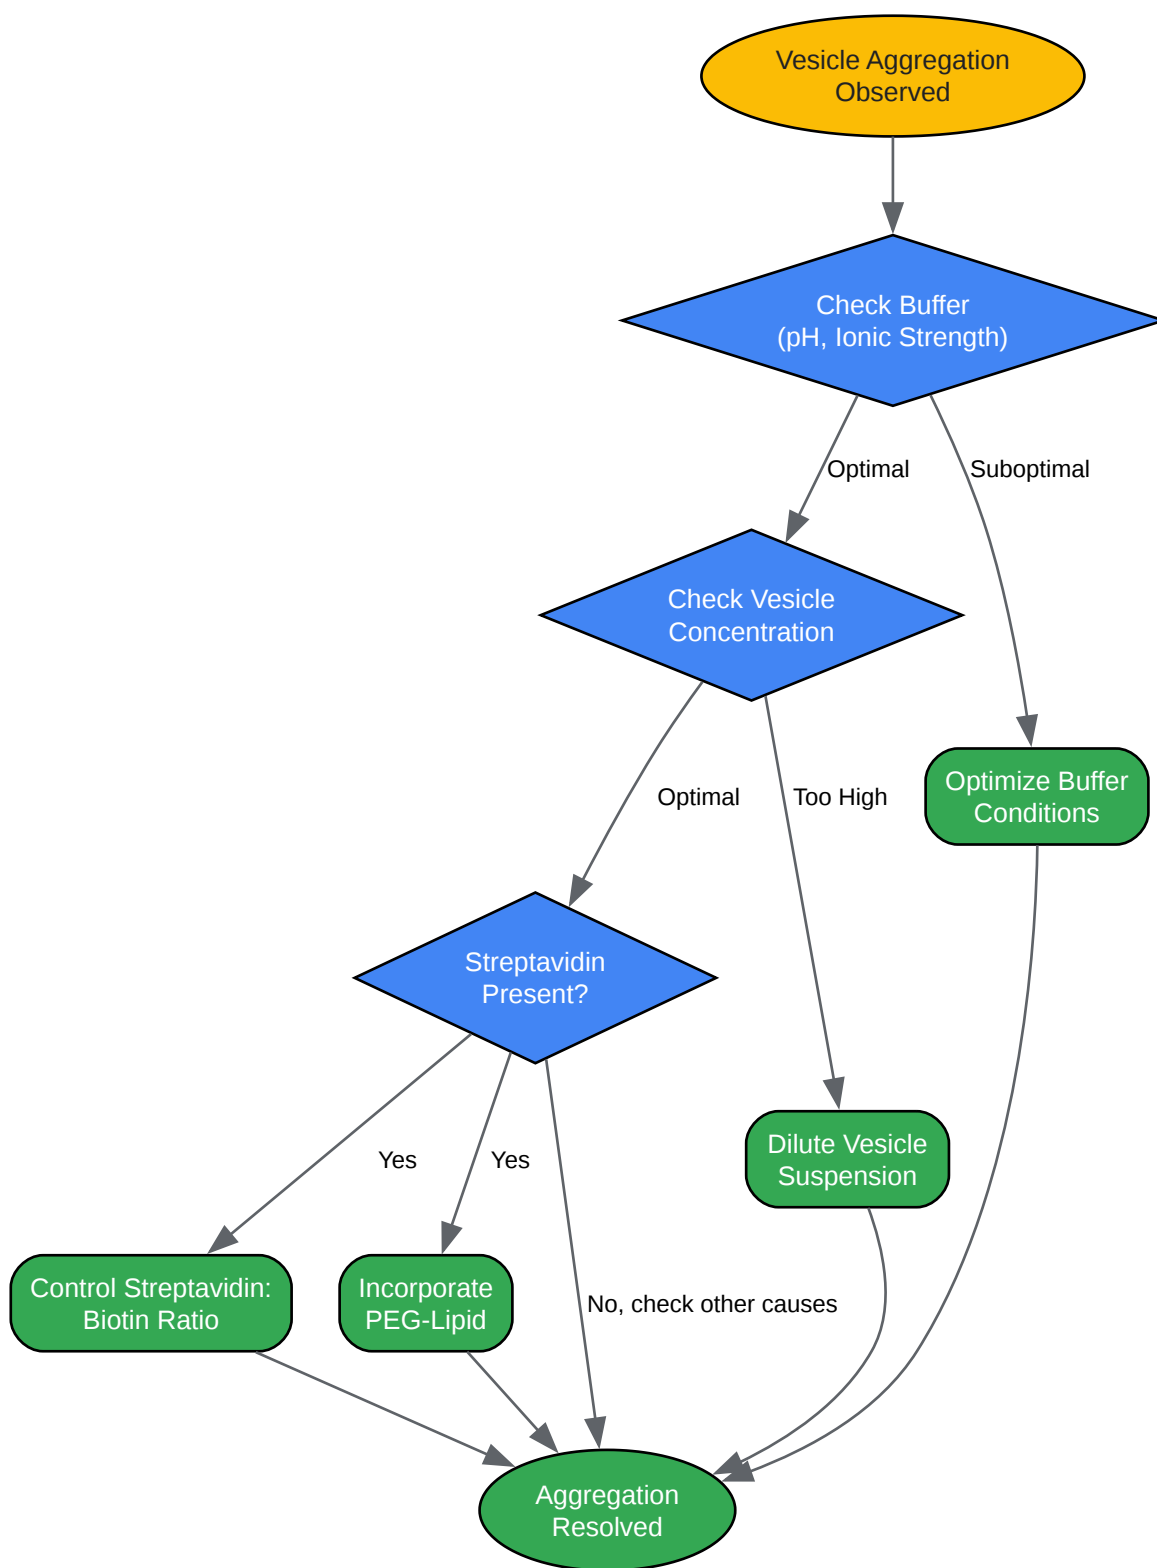 Vesicle Aggregation
Observed
Check Buffer
(pH, Ionic Strength)
Optimal
Suboptimal
Check Vesicle
Concentration
Optimal
Too High
Optimize Buffer
Conditions
Streptavidin
Present?
Yes
Yes
No, check other causes
Dilute Vesicle
Suspension
Control Streptavidin:
Biotin Ratio
Incorporate
PEG-Lipid
Aggregation
Resolved